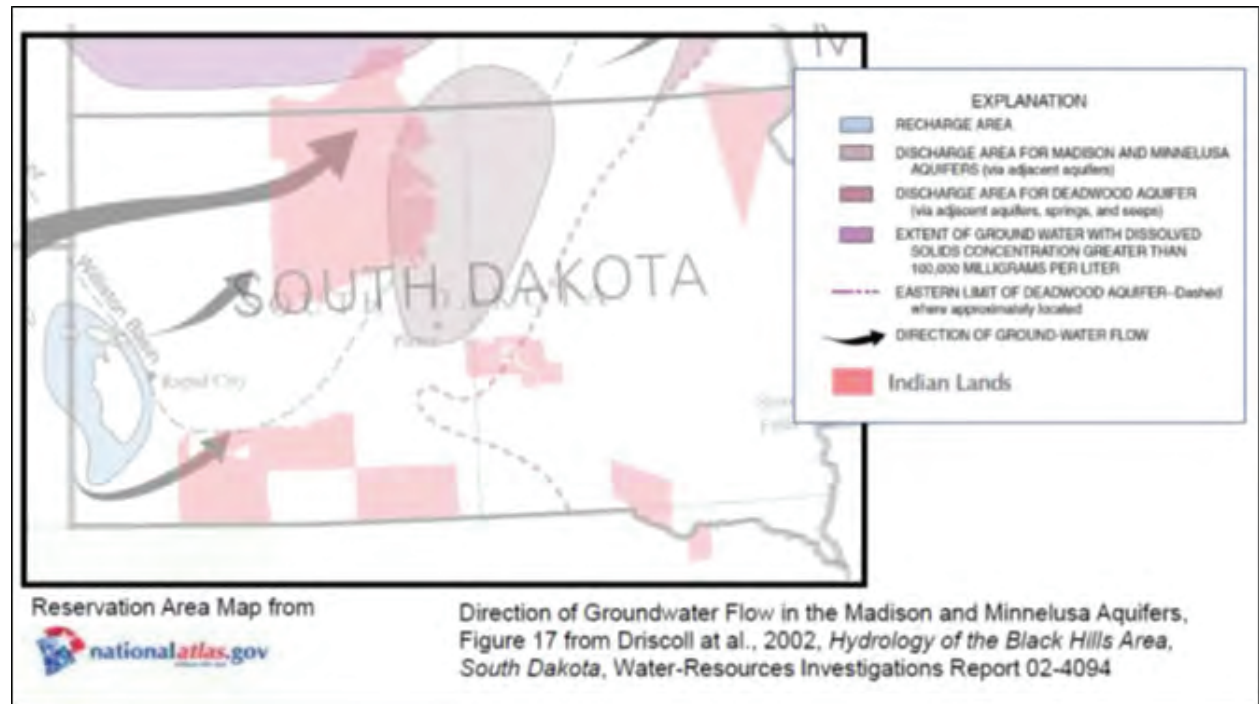 IV
SOUTH DAKOTA
Williston Basin
Rapid City
EXPLANATION
RECHARGE AREA
DISCHARGE AREA FOR MADISON AND MINNELUSA
AQUIFERS (via adjacent aquifers)
DISCHARGE AREA FOR DEADWOOD AQUIFER
(via adjacent aquifers, springs, and seeps)
EXTENT OF GROUND WATER WITH DISSOLVED
SOLIDS CONCENTRATION GREATER THAN
100,000 MILLIGRAMS PER LITER
EASTERN LIMIT OF DEADWOOD AQUIFER--Dashed
where approximately located
DIRECTION OF GROUND-WATER FLOW
Indian Lands
Reservation Area Map from
nationalatlas.gov
Direction of Groundwater Flow in the Madison and Minnelusa Aquifers,
Figure 17 from Driscoll at al., 2002, Hydrology of the Black Hills Area,
South Dakota, Water-Resources Investigations Report 02-4094